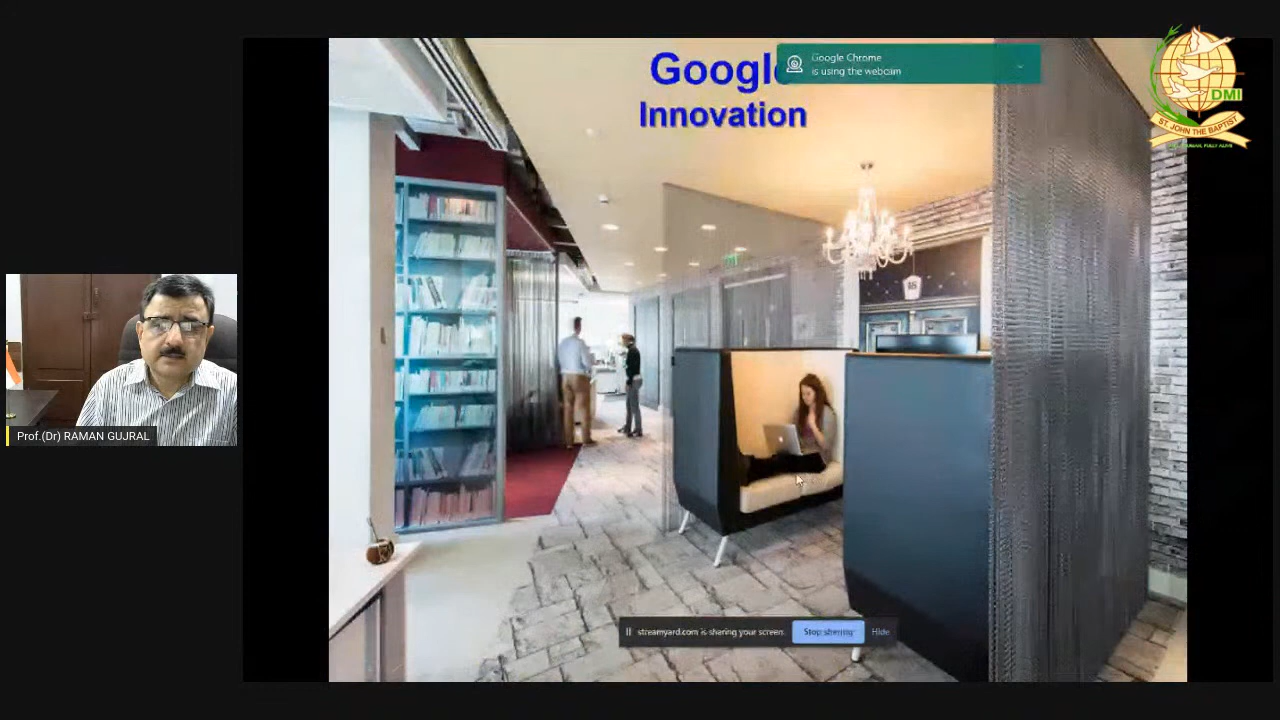 Google
Innovation
Google Chrome
is using the webcam
DMI
ST. JOHN THE BAPTIST
Prof.(Dr) RAMAN GUJRAL
streamyard.com is sharing your screen.
Stop sharing
Hide